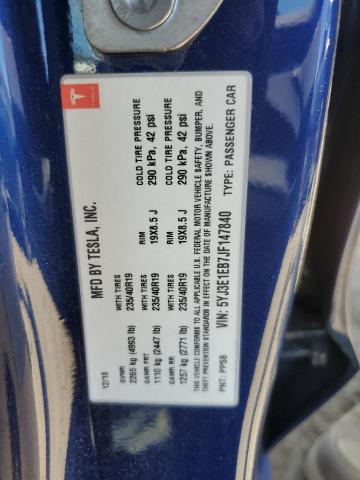 TESLA
MFD BY TESLA, INC.
12/18
GVWR WITH TIRES RIM COLD TIRE PRESSURE
2265 kg (4993 lb) 235/40R19 19X8.5 J 290 kPa, 42 psi
GAWR FRT WITH TIRES RIM COLD TIRE PRESSURE
1110 kg (2447 lb) 235/40R19 19X8.5 J 290 kPa, 42 psi
GAWR RR
1257 kg (2771 lb)
THIS VEHICLE CONFORMS TO ALL APPLICABLE U.S. FEDERAL MOTOR VEHICLE SAFETY, BUMPER, AND
THEFT PREVENTION STANDARDS IN EFFECT ON THE DATE OF MANUFACTURE SHOWN ABOVE.
VIN: 5YJ3E1EB7JF147840 TYPE: PASSENGER CAR
PNT: PPSB